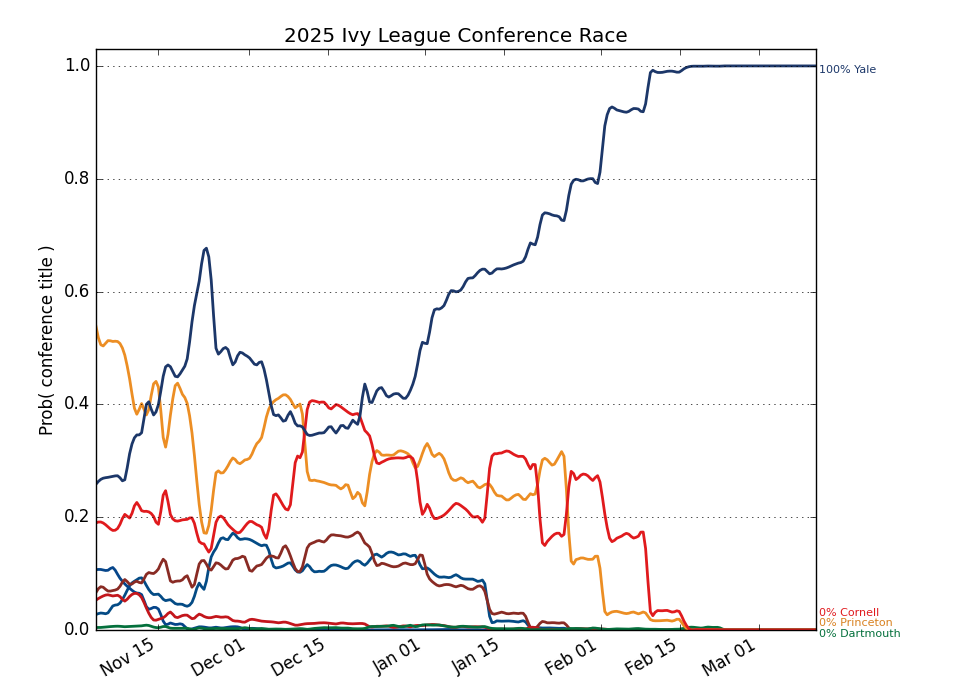 2025 Ivy League Conference Race
1.0
100% Yale
0.8
Prob( conference title )
0.6
0.4
0.2
0% Cornell
0% Princeton
0.0
0% Dartmouth
Nov 15
Dec 01
Dec 15
Jan 01
Jan 15
Feb 01
Feb 15
Mar 01